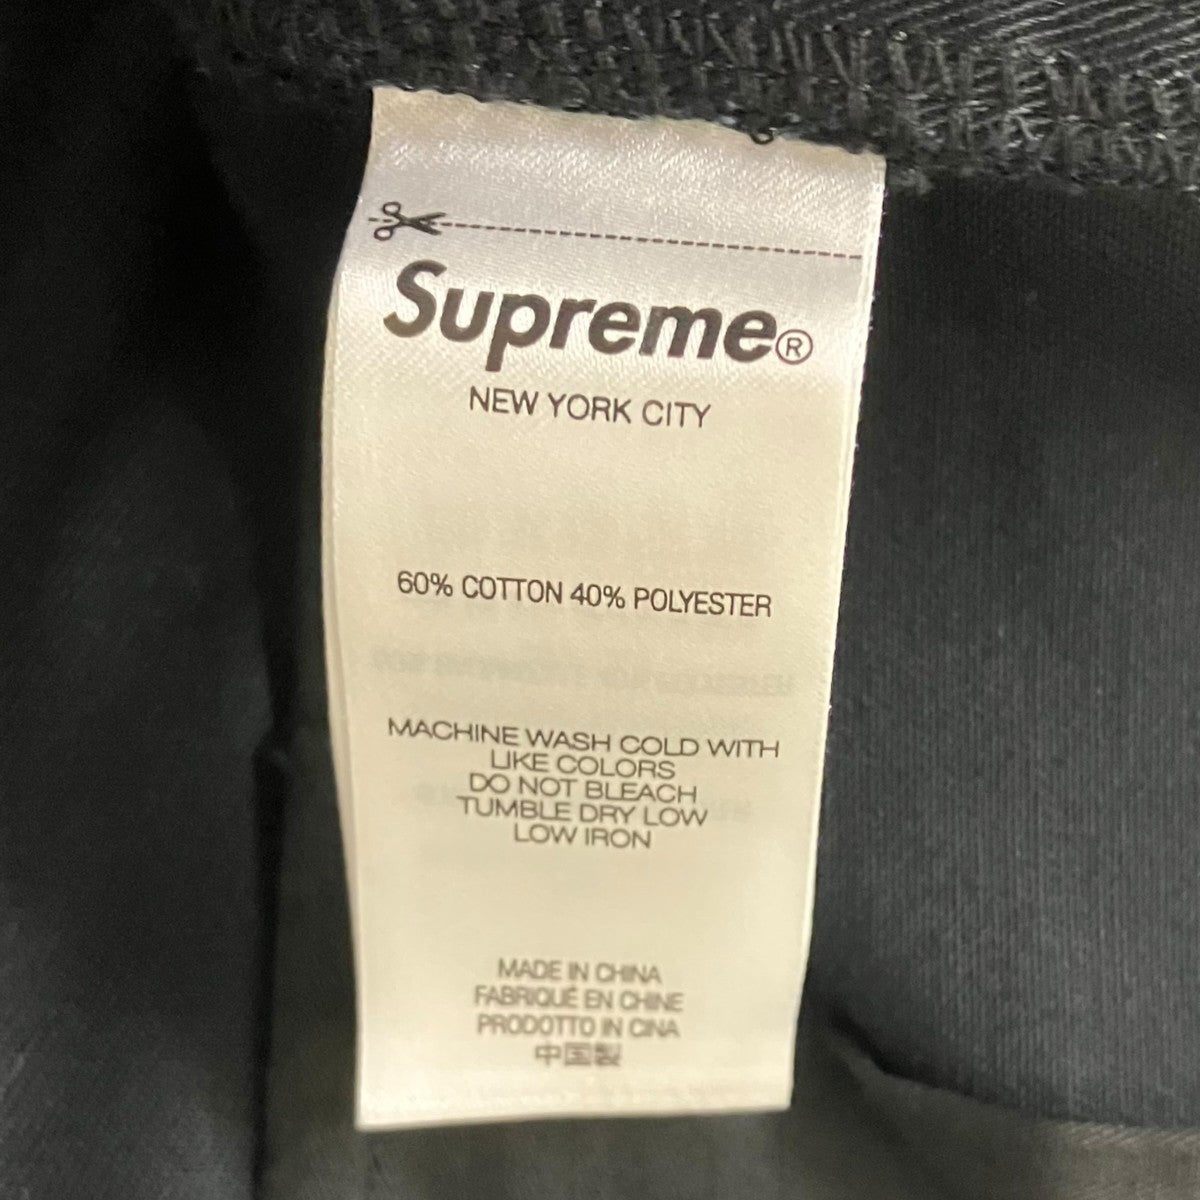 Supreme®
NEW YORK CITY
60% COTTON 40% POLYESTER
MACHINE WASH COLD WITH
LIKE COLORS
DO NOT BLEACH
TUMBLE DRY LOW
LOW IRON
MADE IN CHINA
FABRIQUÉ EN CHINE
PRODOTTO IN CINA
中国製